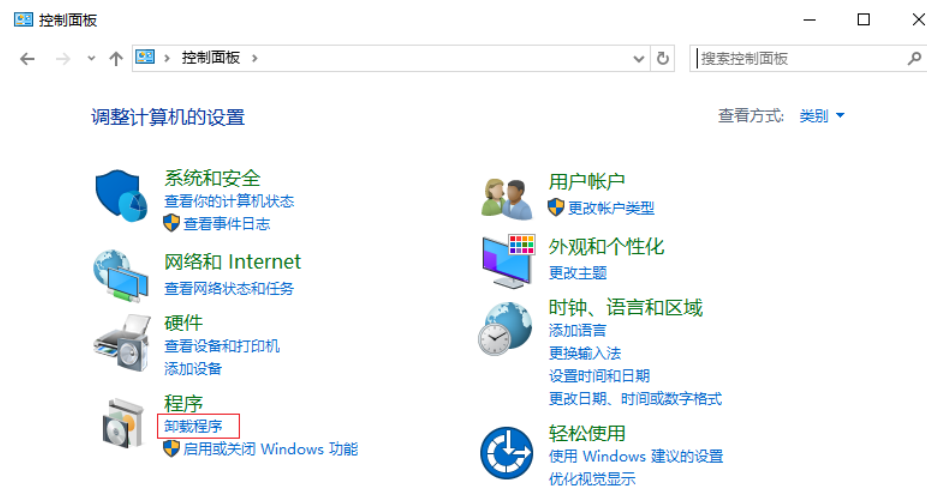 控制面板
控制面板
搜索控制面板
调整计算机的设置
查看方式: 类别
系统和安全
查看你的计算机状态
查看事件日志
网络和 Internet
查看网络状态和任务
硬件
查看设备和打印机
添加设备
程序
卸载程序
启用或关闭 Windows 功能
用户帐户
更改帐户类型
外观和个性化
更改主题
时钟、语言和区域
添加语言
更换输入法
设置时间和日期
更改日期、时间或数字格式
轻松使用
使用 Windows 建议的设置
优化视觉显示